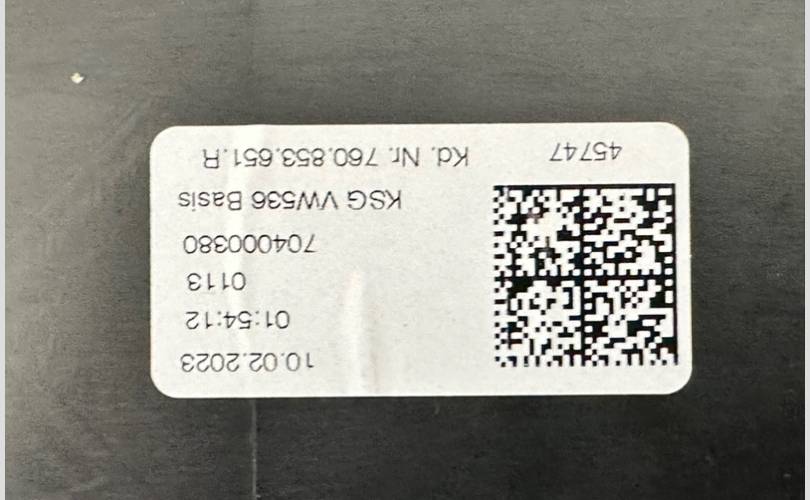 10.02.2023
01:54:12
0113
704000380
KSG VW536 Basis
Kd. Nr. 760.853.651.R
45747